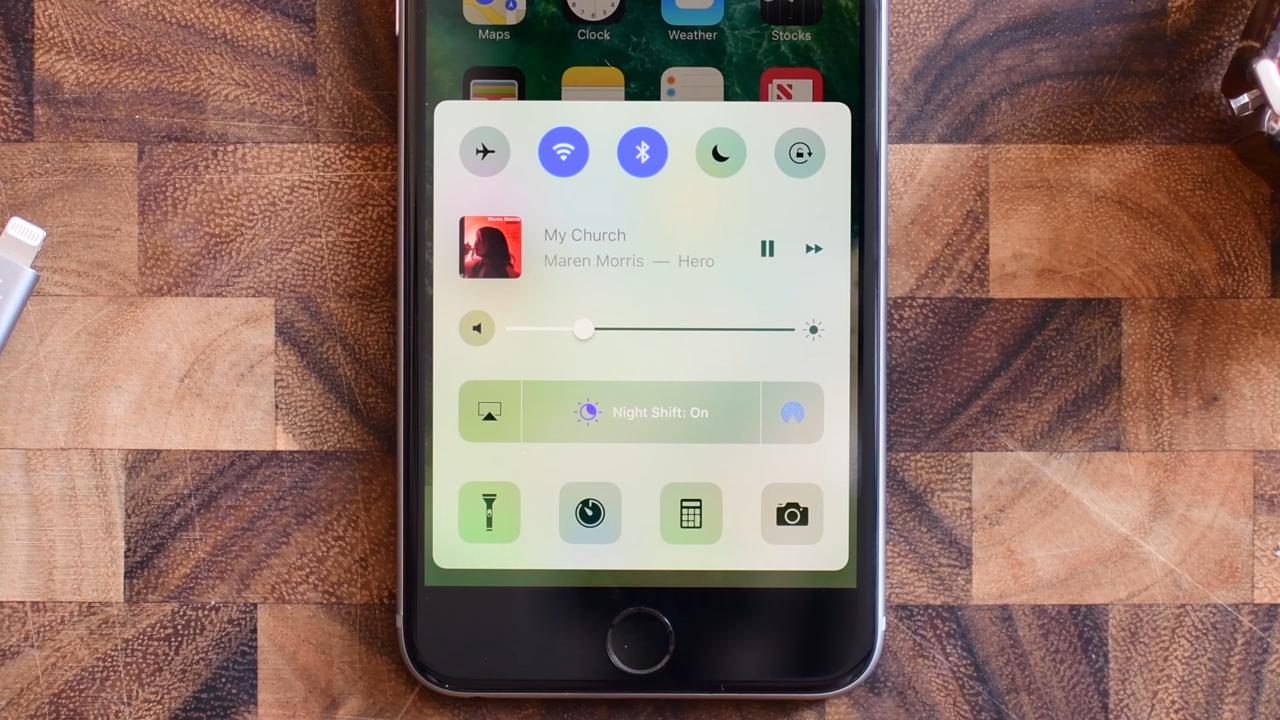 Maps
Clock
Weather
Stocks
My Church
Maren Morris — Hero
Night Shift: On